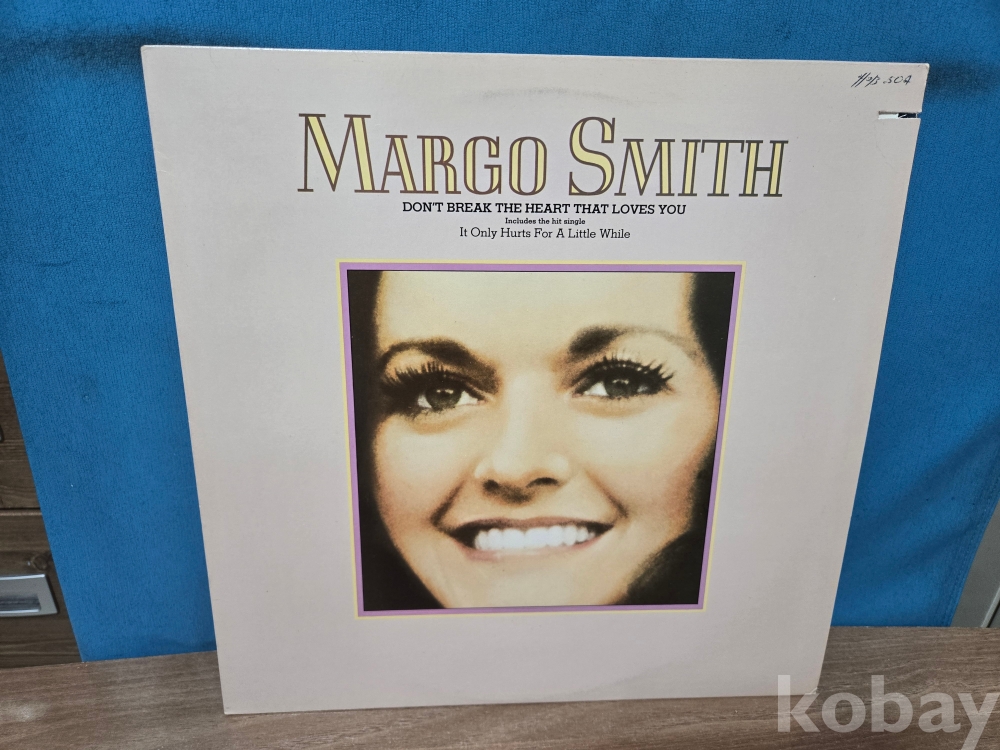 MARGO SMITH
DON'T BREAK THE HEART THAT LOVES YOU
Includes the hit single
It Only Hurts For A Little While
kobay